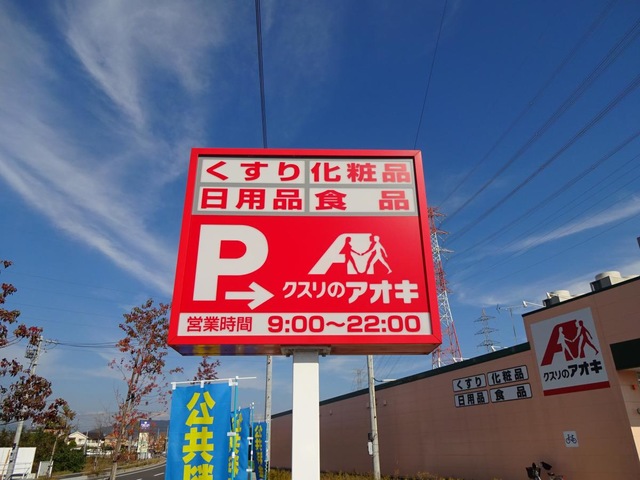 くすり 化粧品
日用品 食品
P
クスリのアオキ
営業時間 9:00～22:00
クスリのアオキ
くすり 化粧品
日用品 食品
公共